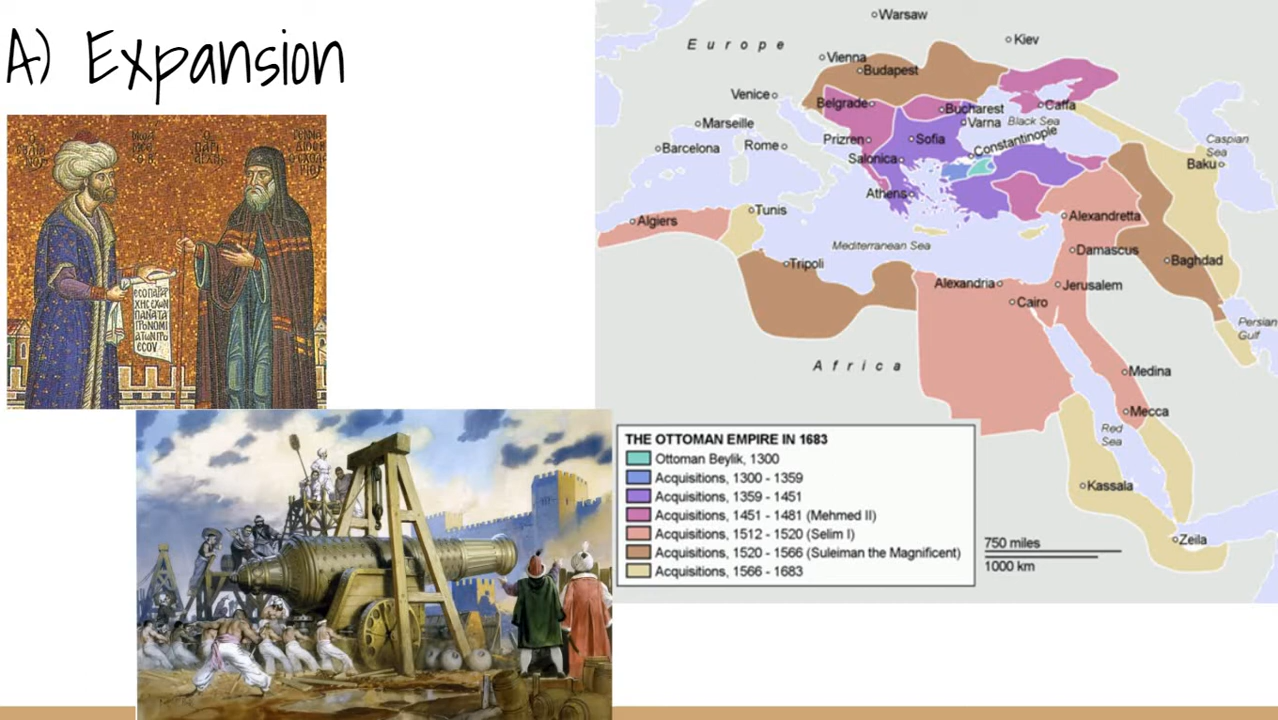 A) Expansion
Warsaw
Kiev
Europe
Vienna
Budapest
Venice
Belgrade
Bucharest
Caffa
Marseille
Varna
Black Sea
Caspian
Sea
Barcelona
Rome
Prizren
Sofia
Constantinople
Salonica
Baku
Athens
Tunis
Algiers
Alexandretta
Mediterranean Sea
Damascus
Tripoli
Baghdad
Alexandria
Jerusalem
Cairo
Persian
Gulf
Africa
Medina
Mecca
Red
Sea
Kassala
Zeila
THE OTTOMAN EMPIRE IN 1683
Ottoman Beylik, 1300
Acquisitions, 1300 - 1359
Acquisitions, 1359 - 1451
Acquisitions, 1451 - 1481 (Mehmed II)
Acquisitions, 1512 - 1520 (Selim I)
Acquisitions, 1520 - 1566 (Suleiman the Magnificent)
Acquisitions, 1566 - 1683
750 miles
1000 km